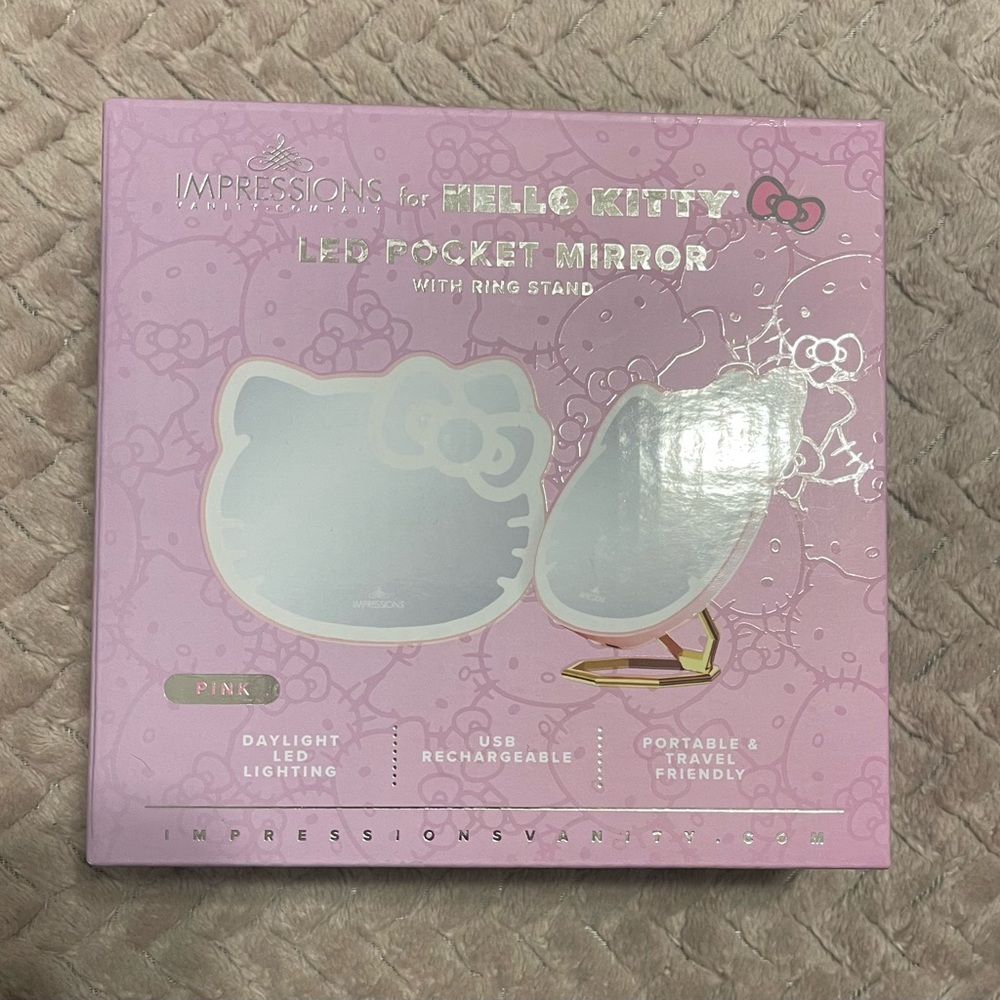 IMPRESSIONS
VANITY·COMPANY
for HELLO KITTY®
LED POCKET MIRROR
WITH RING STAND
IMPRESSIONS
PINK
DAYLIGHT
LED
LIGHTING
USB
RECHARGEABLE
PORTABLE &
TRAVEL
FRIENDLY
IMPRESSIONSVANITY.COM